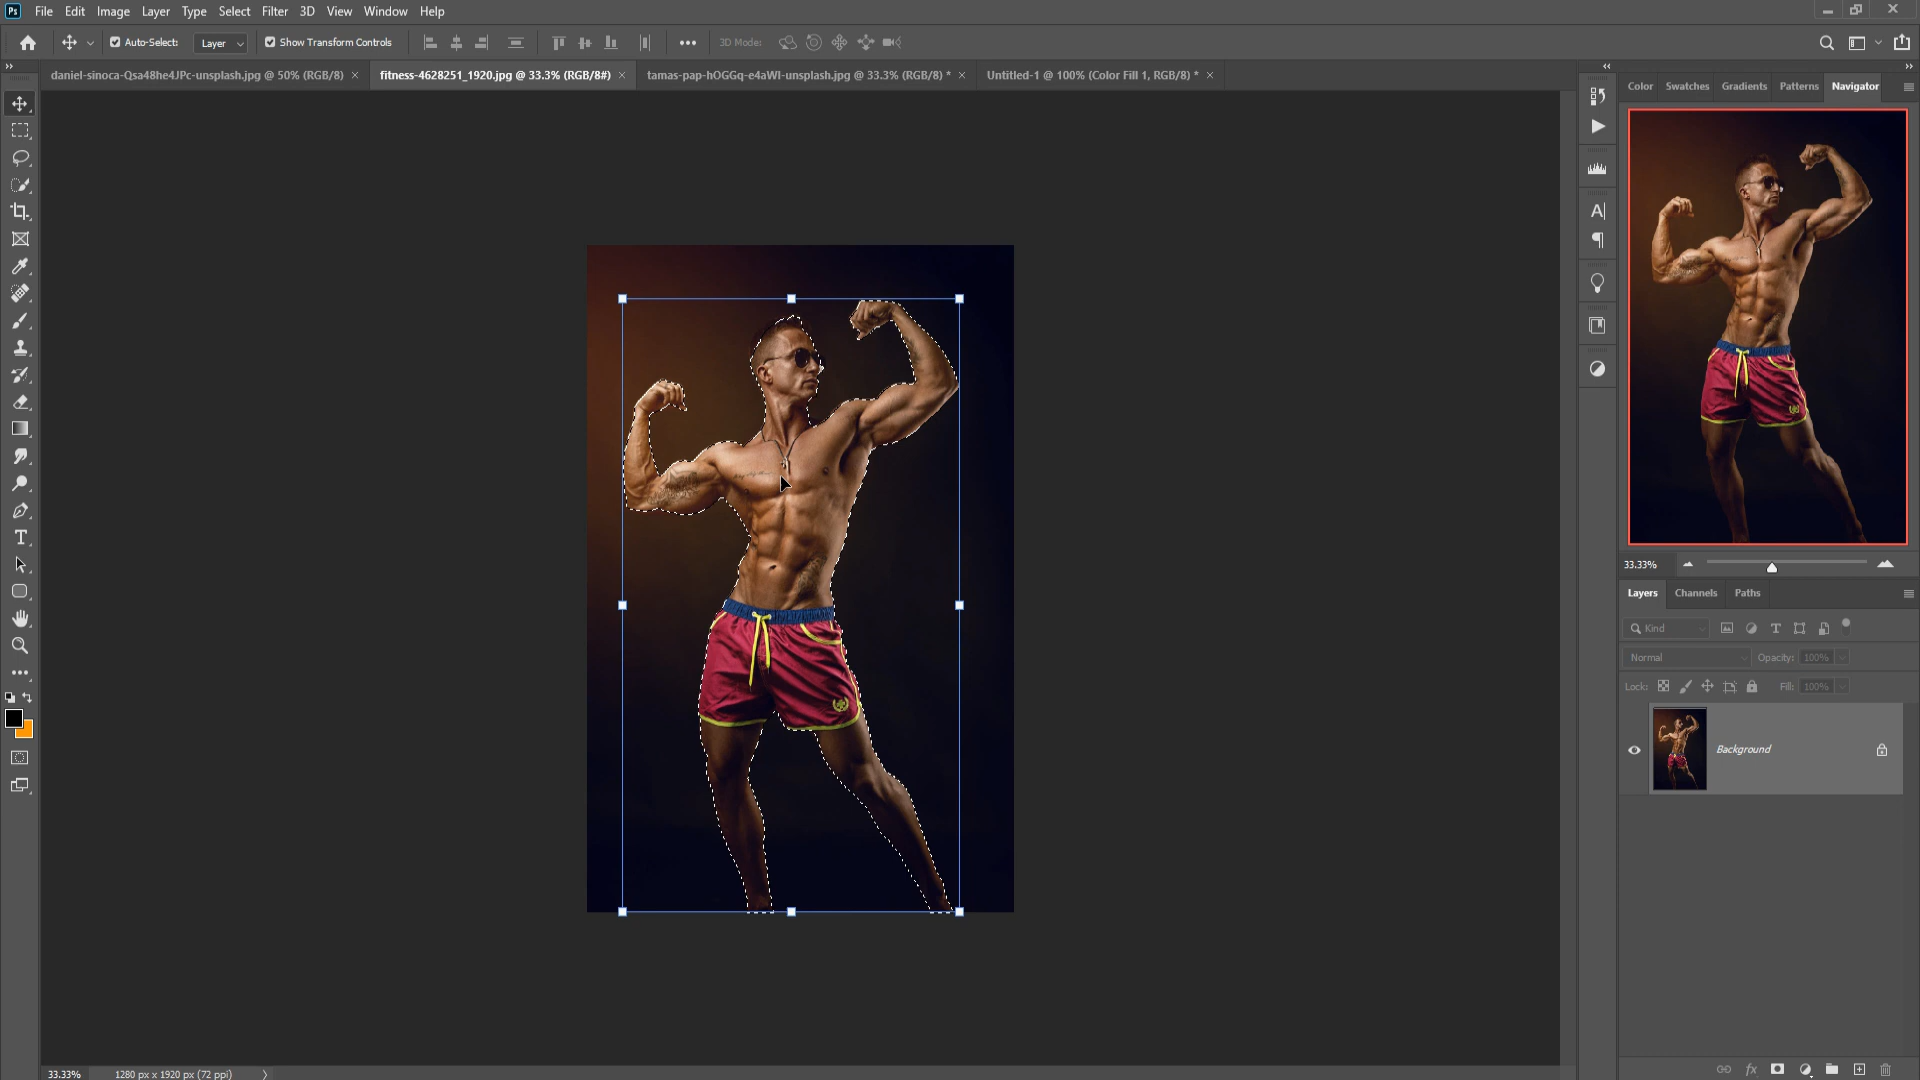 Ps File Edit Image Layer Type Select Filter 3D View Window Help
Auto-Select: Layer Show Transform Controls 3D Mode:
daniel-sinoca-Qsa48he4JPc-unsplash.jpg @ 50% (RGB/8) × fitness-4628251_1920.jpg @ 33.3% (RGB/8#) × tamas-pap-hOGGq-e4aWI-unsplash.jpg @ 33.3% (RGB/8) * × Untitled-1 @ 100% (Color Fill 1, RGB/8) * ×
Color Swatches Gradients Patterns Navigator
33.33%
Layers Channels Paths
Kind
Normal Opacity: 100%
Lock: Fill: 100%
Background
33.33% 1280 px x 1920 px (72 ppi)